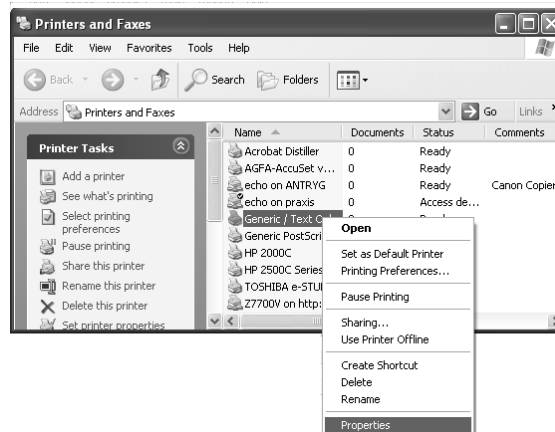 Printers and Faxes
File Edit View Favorites Tools Help
Back Search Folders
Address Printers and Faxes Go Links
Name Documents Status Comments
Printer Tasks
Add a printer
See what's printing
Select printing
preferences
Pause printing
Share this printer
Rename this printer
Delete this printer
Set printer properties
Acrobat Distiller 0 Ready
AGFA-AccuSet v... 0 Ready
echo on ANTRYG 0 Ready Canon Copier
echo on praxis 0 Access de...
Generic / Text Only 0 Ready
Generic PostScri
HP 2000C
HP 2500C Series
TOSHIBA e-STU
Z7700V on http:
Open
Set as Default Printer
Printing Preferences...
Pause Printing
Sharing...
Use Printer Offline
Create Shortcut
Delete
Rename
Properties